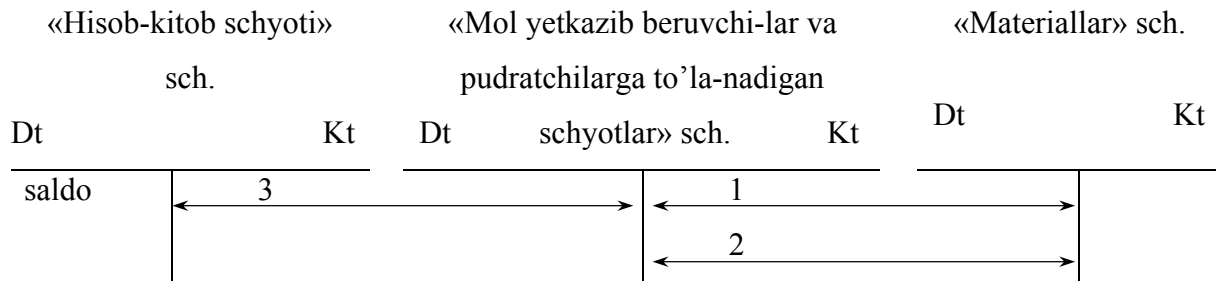 «Hisob-kitob schyoti»
sch.
Dt Kt
«Mol yetkazib beruvchi-lar va
pudratchilarga to’la-nadigan
schyotlar» sch.
Dt Kt
«Materiallar» sch.
Dt Kt
saldo 3 1
2